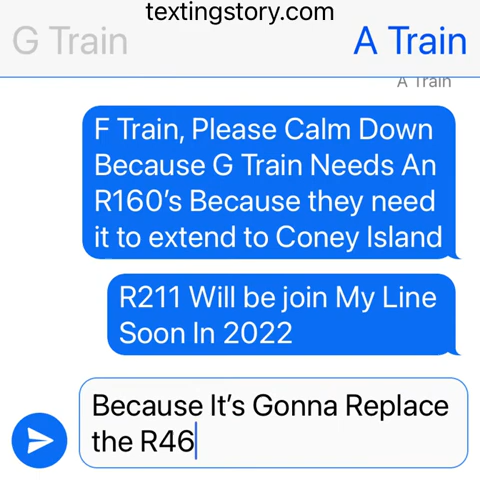 textingstory.com
G Train
A Train
A Train
F Train, Please Calm Down
Because G Train Needs An
R160’s Because they need
it to extend to Coney Island
R211 Will be join My Line
Soon In 2022
Because It’s Gonna Replace
the R46